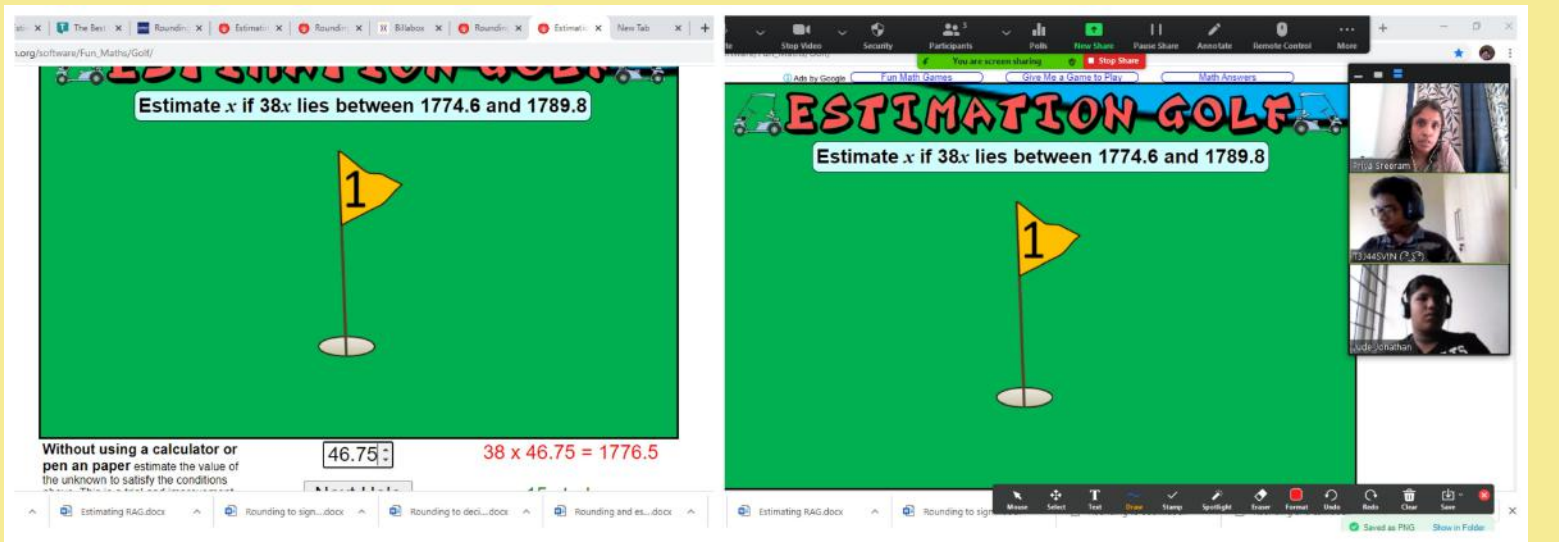 The Best
Rounding
Estimatio
Rounding
Billabox
Rounding
Estimatio
New Tab
n.org/software/Fun_Maths/Golf/
ESTIMATION GOLF
Estimate x if 38x lies between 1774.6 and 1789.8
1
Without using a calculator or
pen an paper estimate the value of
the unknown to satisfy the conditions
46.75
38 x 46.75 = 1776.5
Estimating RAG.docx
Rounding to sign....docx
Rounding to deci....docx
Rounding and es....docx
Stop Video
Security
3
Participants
Polls
New Share
Pause Share
Annotate
Remote Control
More
You are screen sharing
Stop Share
Ads by Google
Fun Math Games
Give Me a Game to Play
Math Answers
ESTIMATION GOLF
Estimate x if 38x lies between 1774.6 and 1789.8
1
Priya Sreeram
Jude Jonathan
Mouse
Select
Text
Draw
Stamp
Spotlight
Eraser
Format
Undo
Redo
Clear
Save
Estimating RAG.docx
Rounding to sign
Saved as PNG
Show in Folder